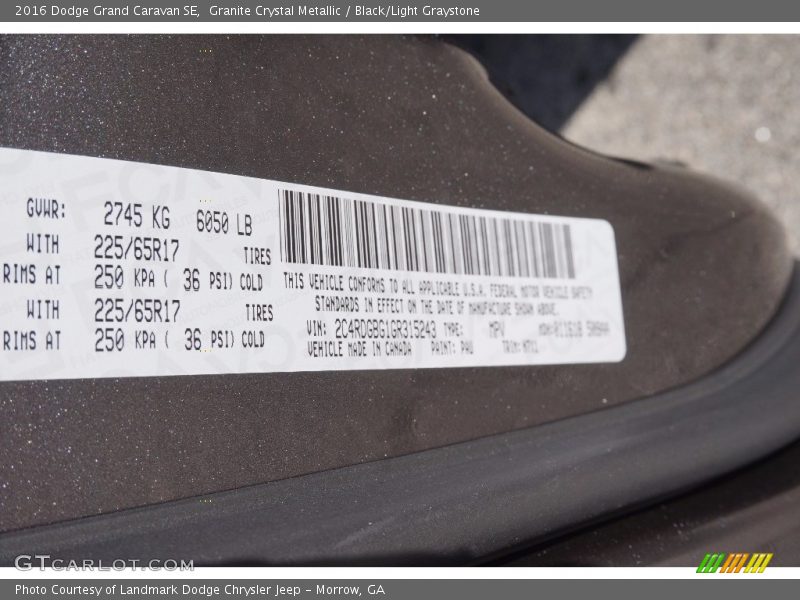 2016 Dodge Grand Caravan SE, Granite Crystal Metallic / Black/Light Graystone
GVWR: 2745 KG 6050 LB
WITH 225/65R17 TIRES
RIMS AT 250 KPA ( 36 PSI) COLD
WITH 225/65R17 TIRES
RIMS AT 250 KPA ( 36 PSI) COLD
THIS VEHICLE CONFORMS TO ALL APPLICABLE U.S.A. FEDERAL MOTOR VEHICLE SAFETY
STANDARDS IN EFFECT ON THE DATE OF MANUFACTURE SHOWN ABOVE.
VIN: 2C4RDGBG1GR315243 TYPE: MPV
VEHICLE MADE IN CANADA PAINT: PAU
GTCARLOT.COM
Photo Courtesy of Landmark Dodge Chrysler Jeep – Morrow, GA